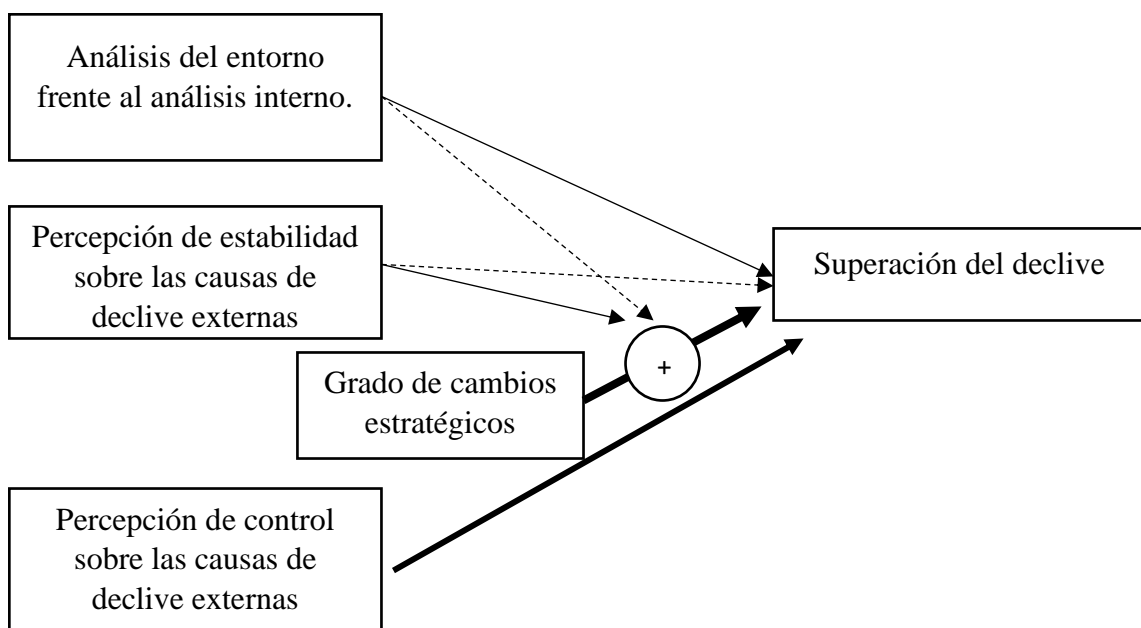 Análisis del entorno
frente al análisis interno.
Percepción de estabilidad
sobre las causas de
declive externas
Superación del declive
+
Grado de cambios
estratégicos
Percepción de control
sobre las causas de
declive externas